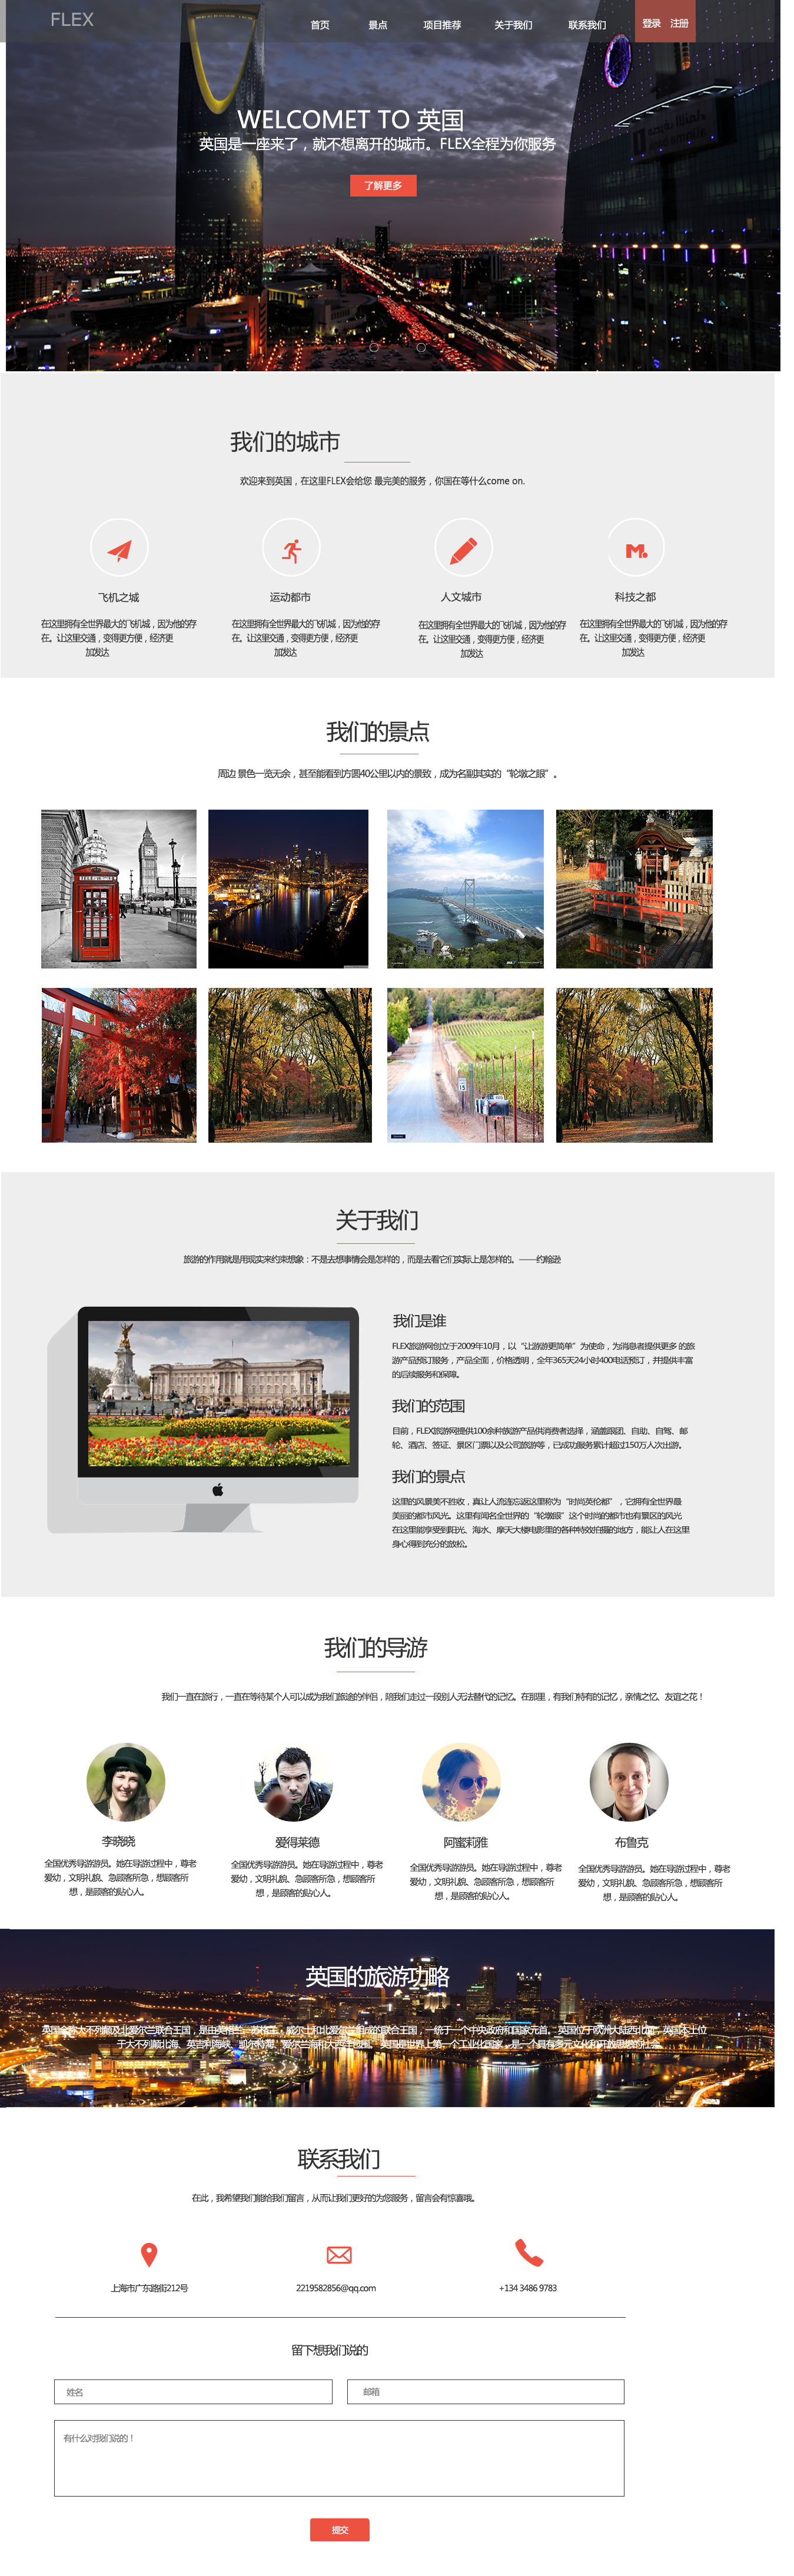 FLEX
首页 景点 项目推荐 关于我们 联系我们 登录 注册
WELCOMET TO 英国
英国是一座来了，就不想离开的城市。FLEX全程为你服务
了解更多
我们的城市
欢迎来到英国，在这里FLEX会给您 最完美的服务，你国在等什么come on.
飞机之城
在这里拥有全世界最大的飞机城，因为他的存
在。让这里交通，变得更方便，经济更
加发达
运动都市
在这里拥有全世界最大的飞机城，因为他的存
在。让这里交通，变得更方便，经济更
加发达
人文城市
在这里拥有全世界最大的飞机城，因为他的存
在。让这里交通，变得更方便，经济更
加发达
科技之都
在这里拥有全世界最大的飞机城，因为他的存
在。让这里交通，变得更方便，经济更
加发达
我们的景点
周边 景色一览无余，甚至能看到方圆40公里以内的景致，成为名副其实的“轮墩之眼”。
关于我们
旅游的作用就是用现实来约束想象：不是去想事情会是怎样的，而是去看它们实际上是怎样的。——约翰逊
我们是谁
FLEX旅游网创立于2009年10月，以“让游游更简单”为使命，为消息者提供更多 的旅
游产品预订服务，产品全面，价格透明，全年365天24小时400电话预订，并提供丰富
的后续服务和保障。
我们的范围
目前，FLEX旅游网提供100余种旅游产品供消费者选择，涵盖跟团、自助、自驾、邮
轮、酒店、签证、景区门票以及公司旅游等，已成功服务累计超过150万人次出游。
我们的景点
这里的风景美不胜收，真让人流连忘返这里称为“时尚英伦都”，它拥有全世界最
美丽的都市风光。这里有闻名全世界的“轮墩眼”这个时尚的都市也有景区的风光
在这里能享受到阳光、海水、摩天大楼电影里的各种特效拍摄的地方，能让人在这里
身心得到充分的放松。
我们的导游
我们一直在旅行，一直在等待某个人可以成为我们旅途的伴侣，陪我们走过一段别人无法替代的记忆。在那里，有我们特有的记忆，亲情之忆、友谊之花！
李晓晓
全国优秀导游游员。她在导游过程中，尊老
爱幼，文明礼貌、急顾客所急，想顾客所
想，是顾客的贴心人。
爱得莱德
全国优秀导游游员。她在导游过程中，尊老
爱幼，文明礼貌、急顾客所急，想顾客所
想，是顾客的贴心人。
阿蜜莉雅
全国优秀导游游员。她在导游过程中，尊老
爱幼，文明礼貌、急顾客所急，想顾客所
想，是顾客的贴心人。
布鲁克
全国优秀导游游员。她在导游过程中，尊老
爱幼，文明礼貌、急顾客所急，想顾客所
想，是顾客的贴心人。
英国的旅游功略
英国全称大不列颠及北爱尔兰联合王国，是由英格兰、苏格兰、威尔士和北爱尔兰组成的联合王国，一统于一个中央政府和国家元首。英国位于欧洲大陆西北面，英国本土位
于大不列颠北海、英吉利海峡、凯尔特海、爱尔兰海和大西洋包围。英国是世界上第一个工业化国家，是一个具有多元文化和开放思想的社会
联系我们
在此，我希望我们能给我们留言，从而让我们更好的为您服务，留言会有惊喜哦。
上海市广东路街212号
2219582856@qq.com
+134 3486 9783
留下想我们说的
姓名
邮箱
有什么对我们说的！
提交